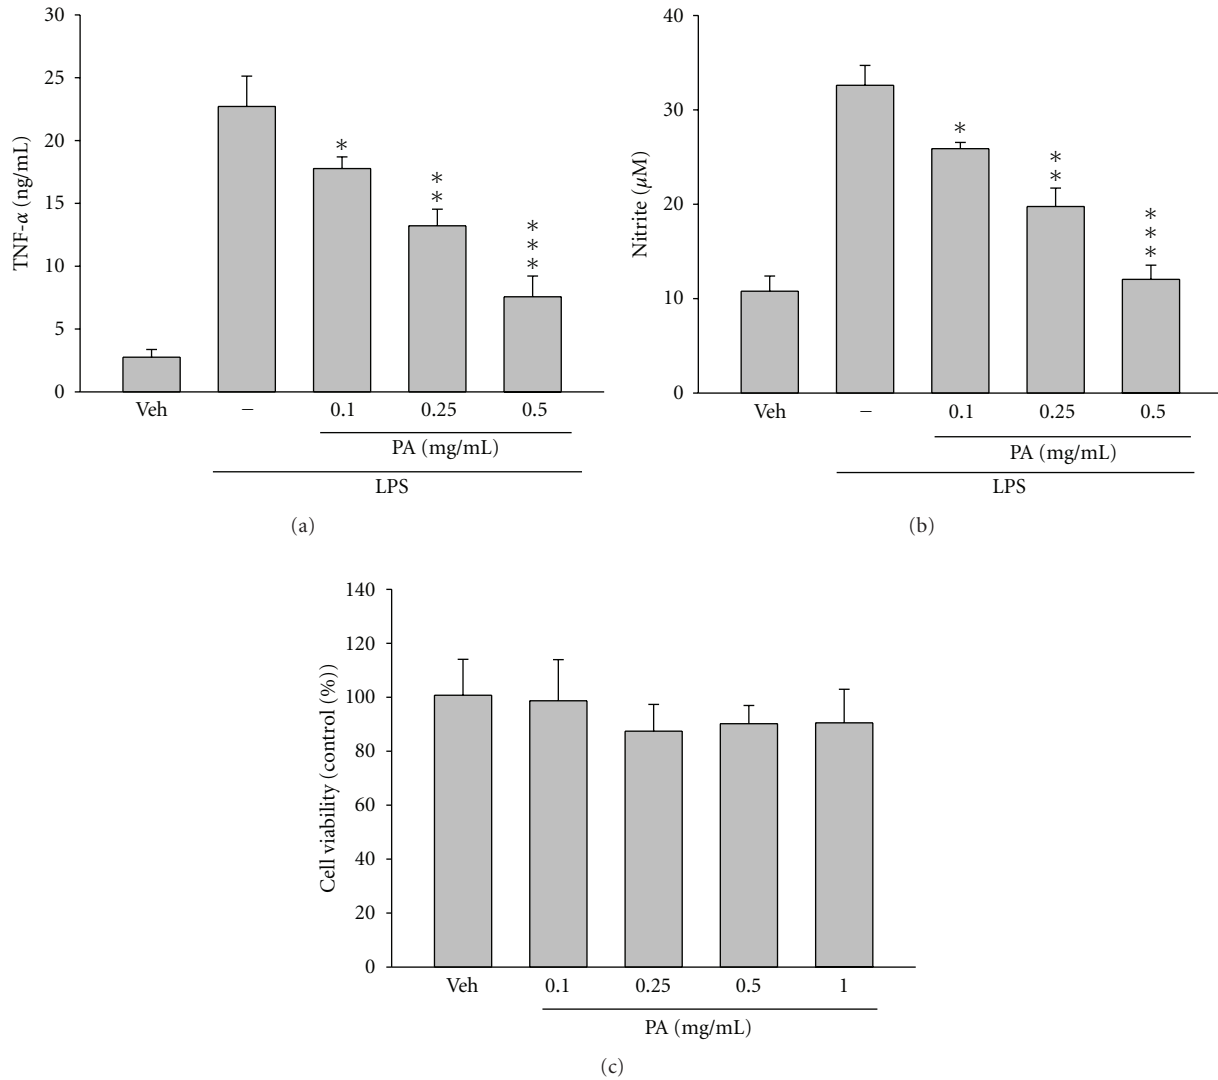 30
25
20
15
10
5
0
TNF-α (ng/mL)
*
**
***
Veh − 0.1 0.25 0.5
PA (mg/mL)
LPS
(a)
40
30
20
10
0
Nitrite (μM)
*
**
***
Veh − 0.1 0.25 0.5
PA (mg/mL)
LPS
(b)
140
120
100
80
60
40
20
0
Cell viability (control (%))
Veh 0.1 0.25 0.5 1
PA (mg/mL)
(c)